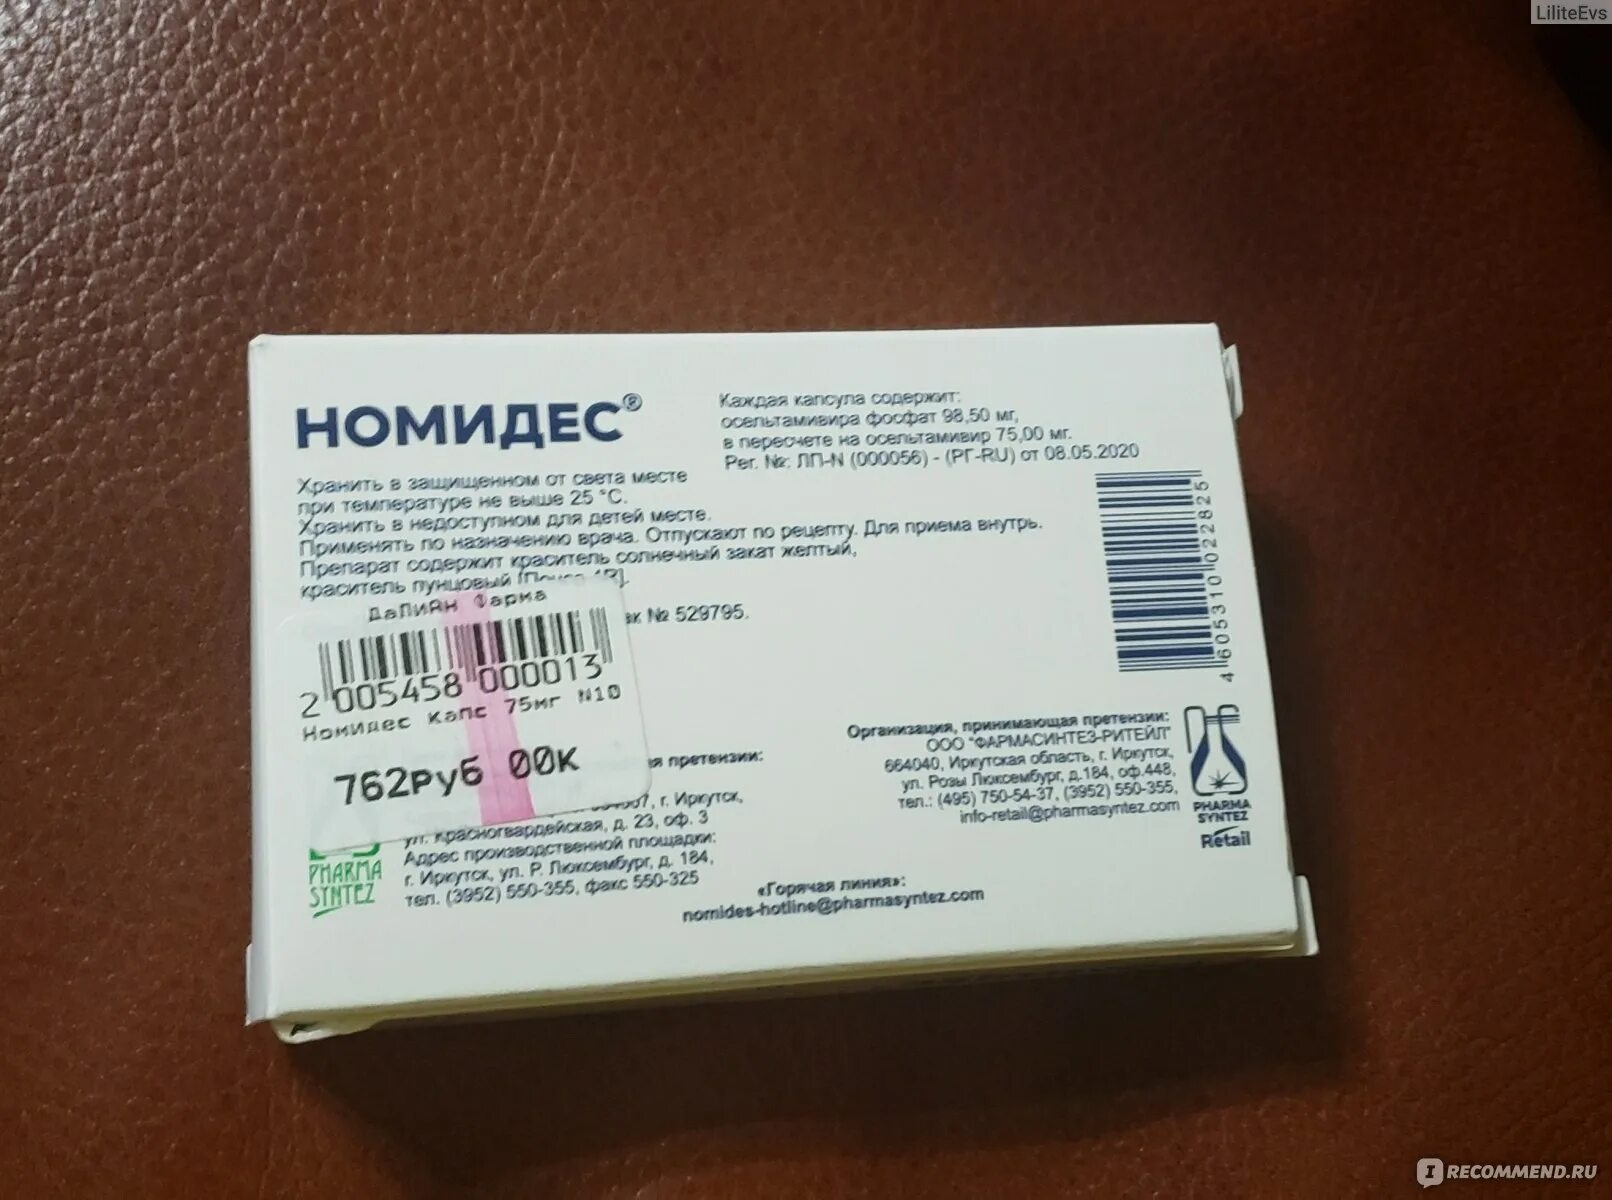 LiliteEvs
НОМИДЕС®
Каждая капсула содержит:
осельтамивира фосфат 98,50 мг,
в пересчете на осельтамивир 75,00 мг.
Рег. №: ЛП-N (000056) - (РГ-RU) от 08.05.2020
Хранить в защищенном от света месте
при температуре не выше 25 °С.
Хранить в недоступном для детей месте.
Применять по назначению врача. Отпускают по рецепту. Для приема внутрь.
Препарат содержит краситель солнечный закат желтый,
краситель пунцовый
№ 529795.
4 605310 022825
ДаЛиЯн Фарма
2 005458 000013
НомиДес Капс 75мг N10
762РУБ 00К
претензии:
г. Иркутск,
ул. Красногвардейская, д. 23, оф. 3
Адрес производственной площадки:
г. Иркутск, ул. Р. Люксембург, д. 184,
тел. (3952) 550-355, факс 550-325
PHARMA
SYNTEZ
Организация, принимающая претензии:
ООО "ФАРМАСИНТЕЗ-РИТЕЙЛ"
664040, Иркутская область, г. Иркутск,
ул. Розы Люксембург, д.184, оф.448,
тел.: (495) 750-54-37, (3952) 550-355,
info-retail@pharmasyntez.com
PHARMA
SYNTEZ
Retail
«Горячая линия»:
nomides-hotline@pharmasyntez.com
I RECOMMEND.RU